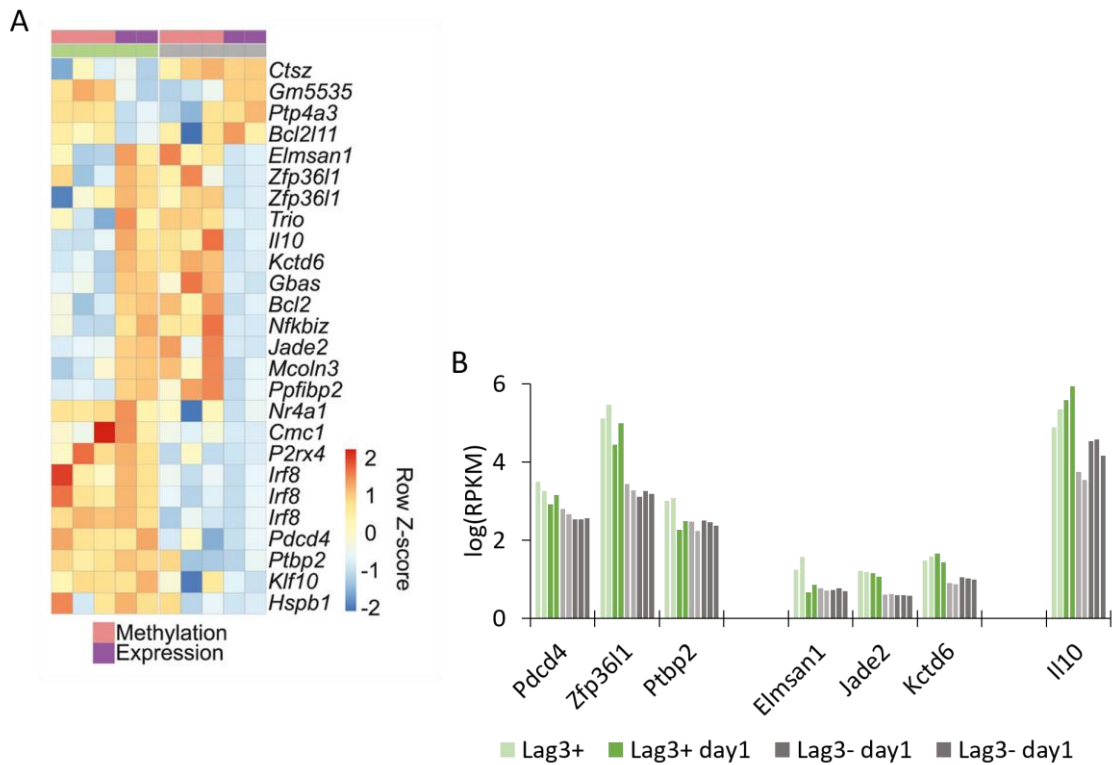 A
Ctsz
Gm5535
Ptp4a3
Bcl2l11
Elmsan1
Zfp36l1
Zfp36l1
Trio
Il10
Kctd6
Gbas
Bcl2
Nfkbiz
Jade2
Mcoln3
Ppfibp2
Nr4a1
Cmc1
P2rx4
Irf8
Irf8
Irf8
Pdcd4
Ptbp2
Klf10
Hspb1
2
1
0
-1
-2
Row Z-score
Methylation
Expression
B
log(RPKM)
6
4
2
0
Pdcd4
Zfp36l1
Ptbp2
Elmsan1
Jade2
Kctd6
Il10
Lag3+ Lag3+ day1 Lag3- day1 Lag3- day1